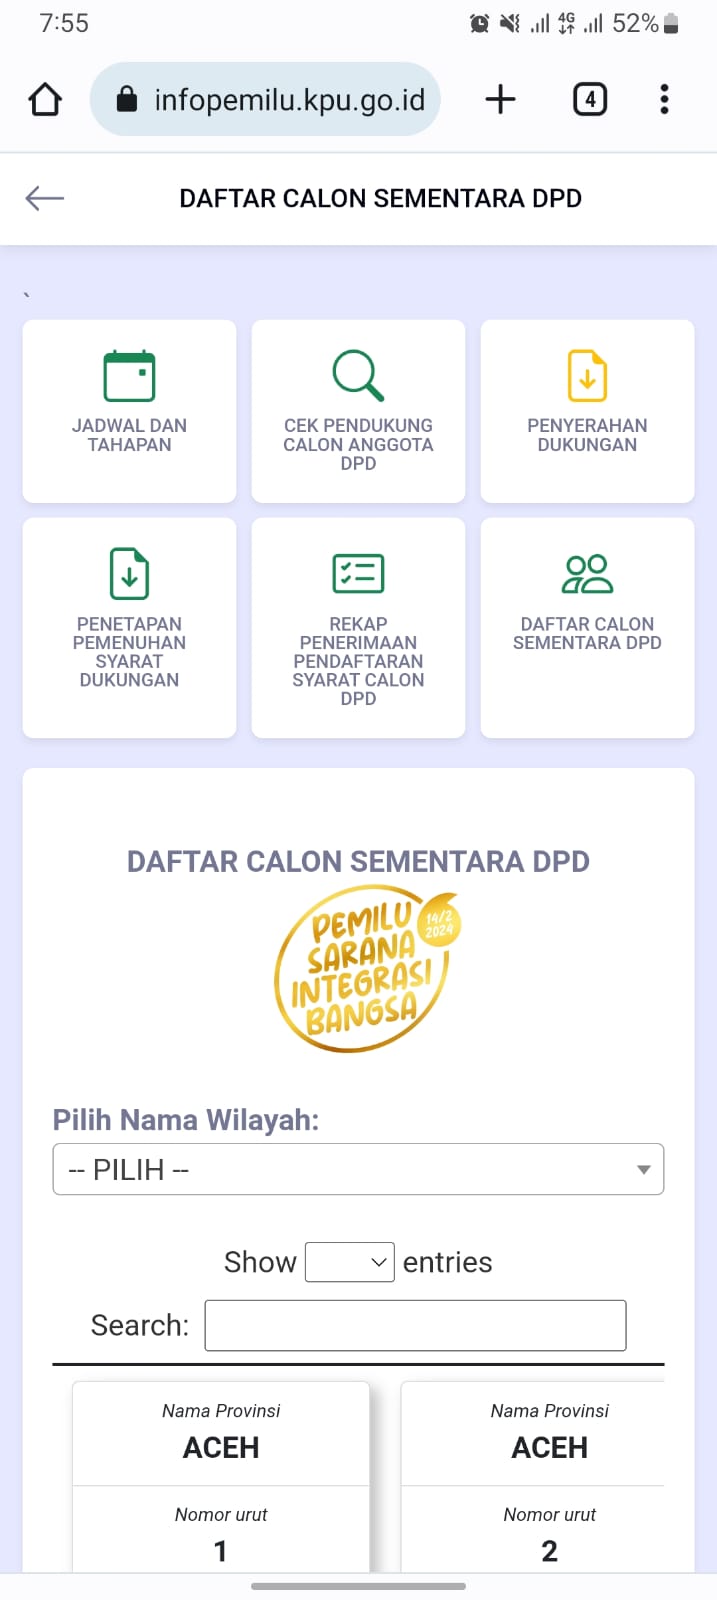 7:55
4G
52%
infopemilu.kpu.go.id
4
DAFTAR CALON SEMENTARA DPD
`
JADWAL DAN
TAHAPAN
CEK PENDUKUNG
CALON ANGGOTA
DPD
PENYERAHAN
DUKUNGAN
PENETAPAN
PEMENUHAN
SYARAT
DUKUNGAN
REKAP
PENERIMAAN
PENDAFTARAN
SYARAT CALON
DPD
DAFTAR CALON
SEMENTARA DPD
DAFTAR CALON SEMENTARA DPD
PEMILU
SARANA
INTEGRASI
BANGSA
14/2
2024
Pilih Nama Wilayah:
-- PILIH --
Show entries
Search:
Nama Provinsi
ACEH
Nomor urut
1
Nama Provinsi
ACEH
Nomor urut
2